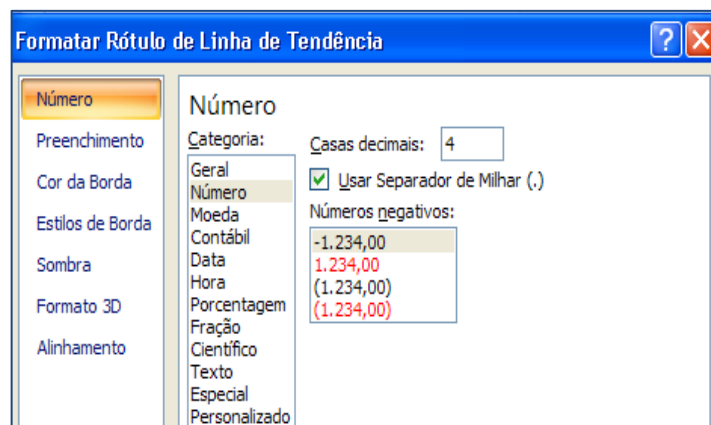 Formatar Rótulo de Linha de Tendência
Número
Preenchimento
Cor da Borda
Estilos de Borda
Sombra
Formato 3D
Alinhamento
Número
Categoria:
Geral
Número
Moeda
Contábil
Data
Hora
Porcentagem
Fração
Científico
Texto
Especial
Personalizado
Casas decimais: 4
Usar Separador de Milhar (.)
Números negativos:
-1.234,00
1.234,00
(1.234,00)
(1.234,00)